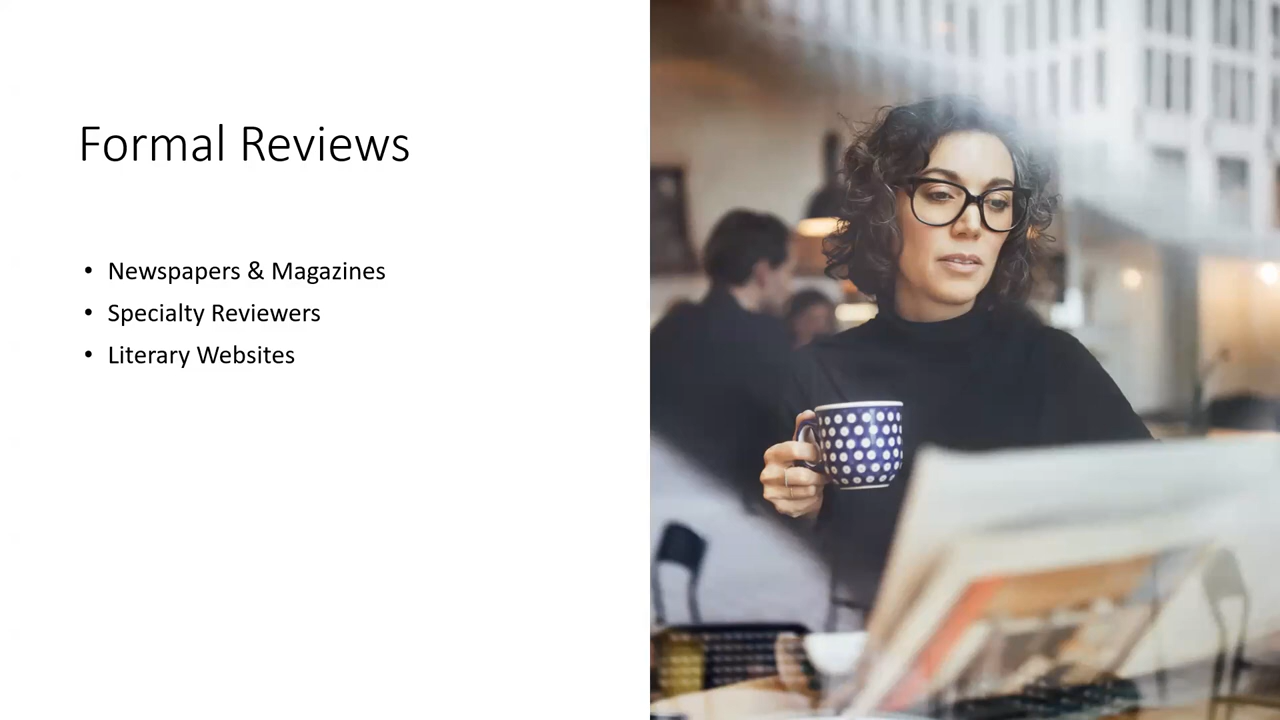 Formal Reviews
• Newspapers & Magazines
• Specialty Reviewers
• Literary Websites